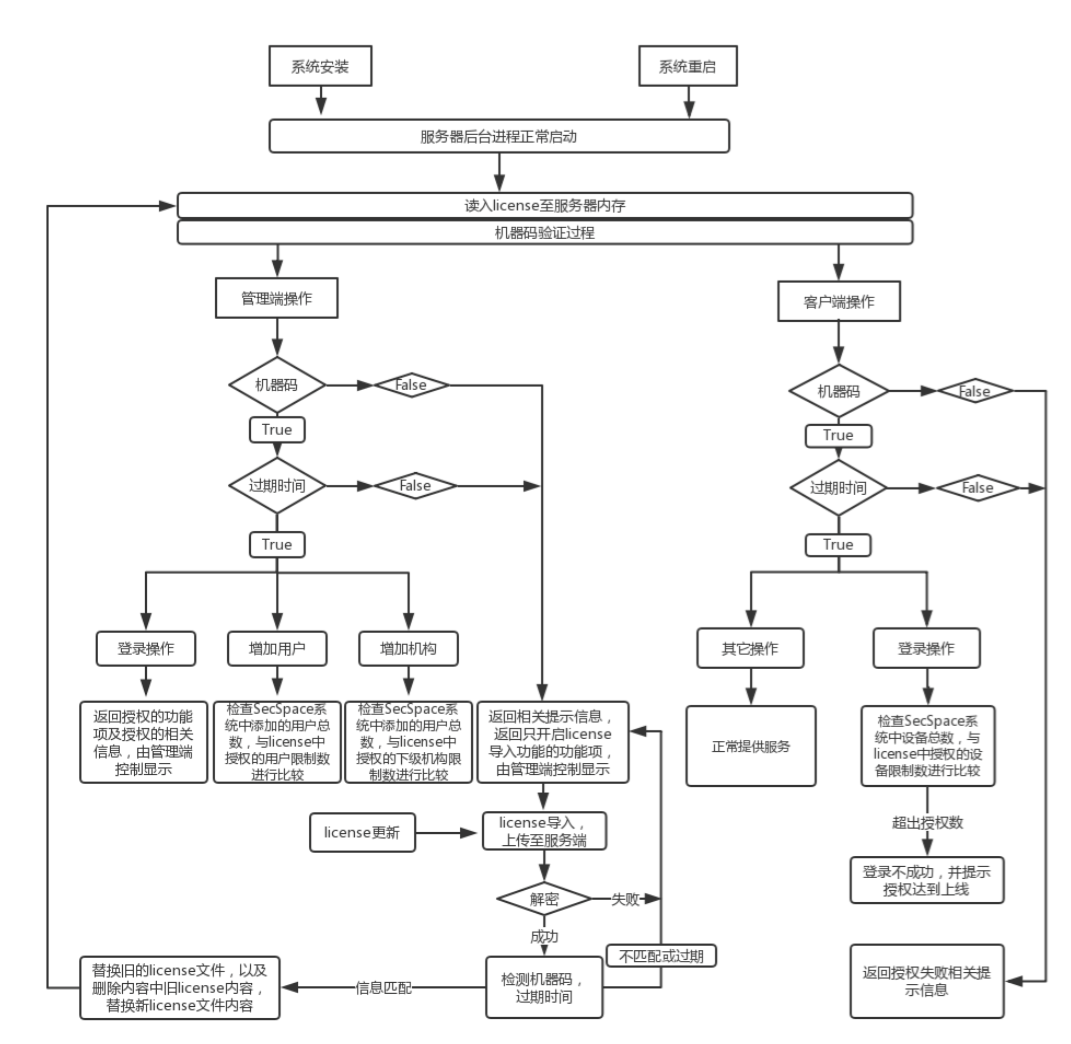 系统安装
系统重启
服务器后台进程正常启动
读入license至服务器内存
机器码验证过程
管理端操作
客户端操作
机器码
False
机器码
False
True
True
过期时间
False
过期时间
False
True
True
登录操作
增加用户
增加机构
其它操作
登录操作
返回授权的功能
项及授权的相关
信息，由管理端
控制显示
检查SecSpace系
统中添加的用户总
数，与license中
授权的用户限制数
进行比较
检查SecSpace系
统中添加的用户总
数，与license中
授权的下级机构限
制数进行比较
返回相关提示信息，
返回只开启license
导入功能的功能项，
由管理端控制显示
正常提供服务
检查SecSpace系
统中设备总数，与
license中授权的设
备限制数进行比较
license更新
license导入，
上传至服务端
超出授权数
登录不成功，并提示
授权达到上线
解密
失败
成功
不匹配或过期
替换旧的license文件，以及
删除内容中旧license内容，
替换新license文件内容
信息匹配
检测机器码，
过期时间
返回授权失败相关提
示信息